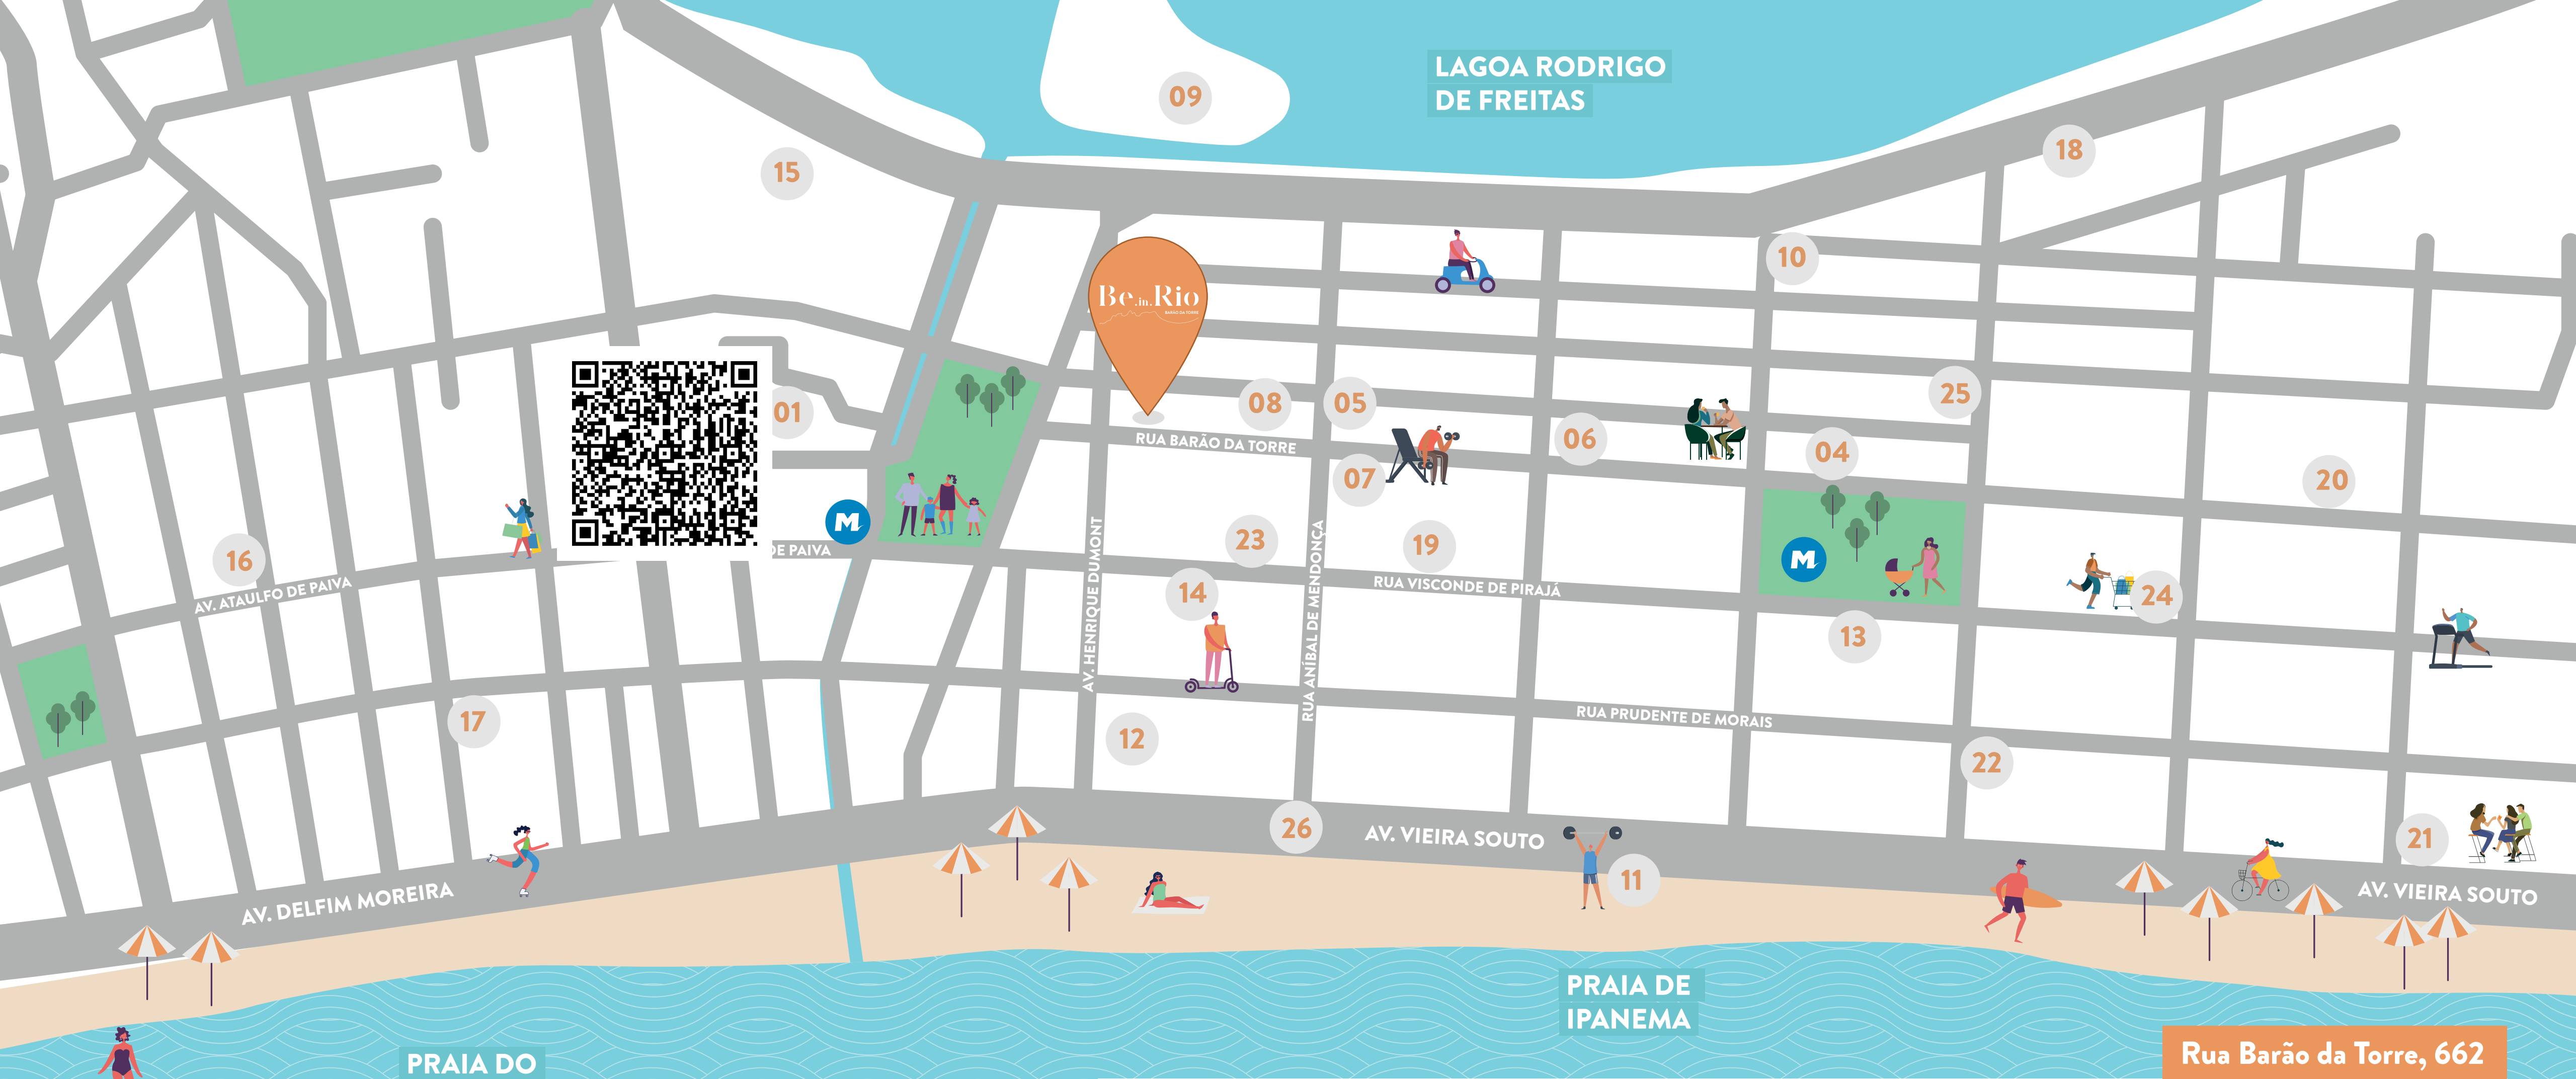 LAGOA RODRIGO
DE FREITAS
09
15
18
10
Be.in.Rio
BARÃO DA TORRE
01
08
05
25
RUA BARÃO DA TORRE
06
04
07
20
M
DE PAIVA
16
AV. ATAULFO DE PAIVA
23
19
M
14
RUA VISCONDE DE PIRAJÁ
24
AV. HENRIQUE DUMONT
RUA ANÍBAL DE MENDONÇA
13
17
12
RUA PRUDENTE DE MORAIS
22
26
AV. VIEIRA SOUTO
21
11
AV. DELFIM MOREIRA
AV. VIEIRA SOUTO
PRAIA DE
IPANEMA
PRAIA DO
Rua Barão da Torre, 662